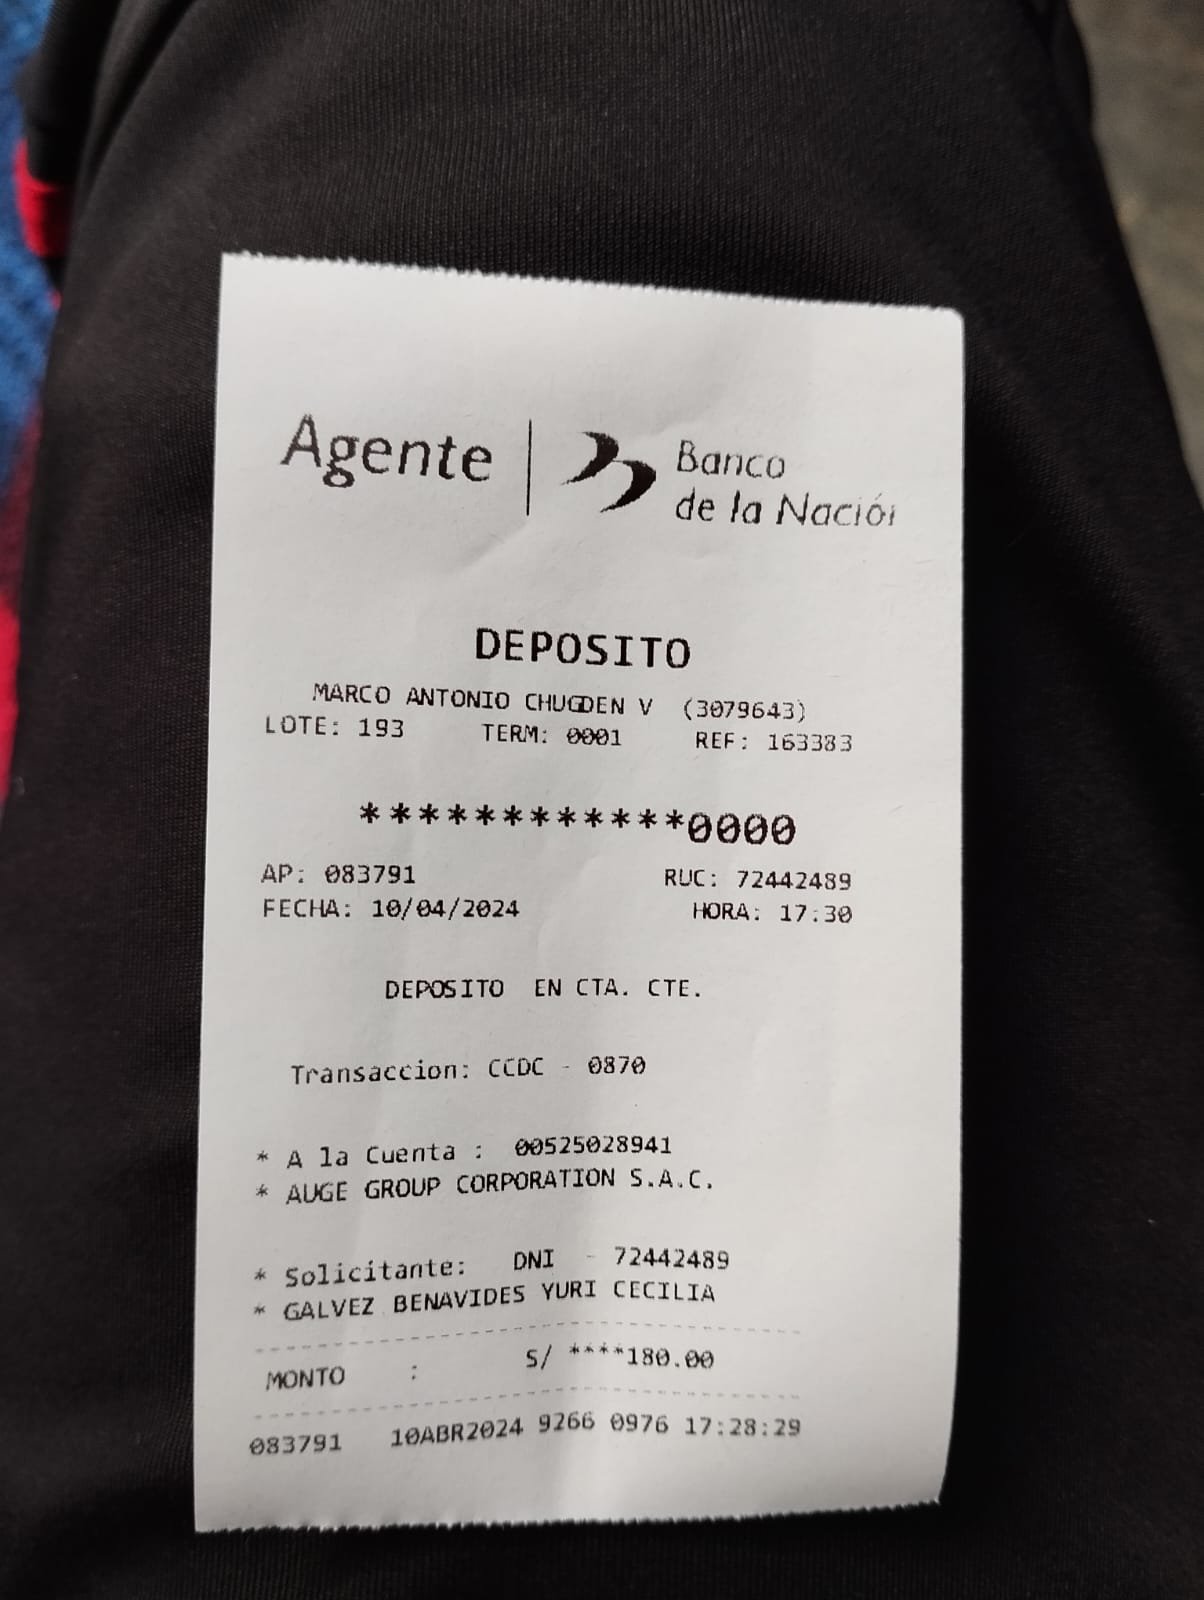 Agente | Banco
de la Nación
DEPOSITO
MARCO ANTONIO CHUGDEN V (3079643)
LOTE: 193 TERM: 0001 REF: 163383
************0000
AP: 083791 RUC: 72442489
FECHA: 10/04/2024 HORA: 17:30
DEPOSITO EN CTA. CTE.
Transaccion: CCDC - 0870
* A la Cuenta : 00525028941
* AUGE GROUP CORPORATION S.A.C.
* Solicitante: DNI - 72442489
* GALVEZ BENAVIDES YURI CECILIA
MONTO : S/ ****180.00
083791 10ABR2024 9266 0976 17:28:29